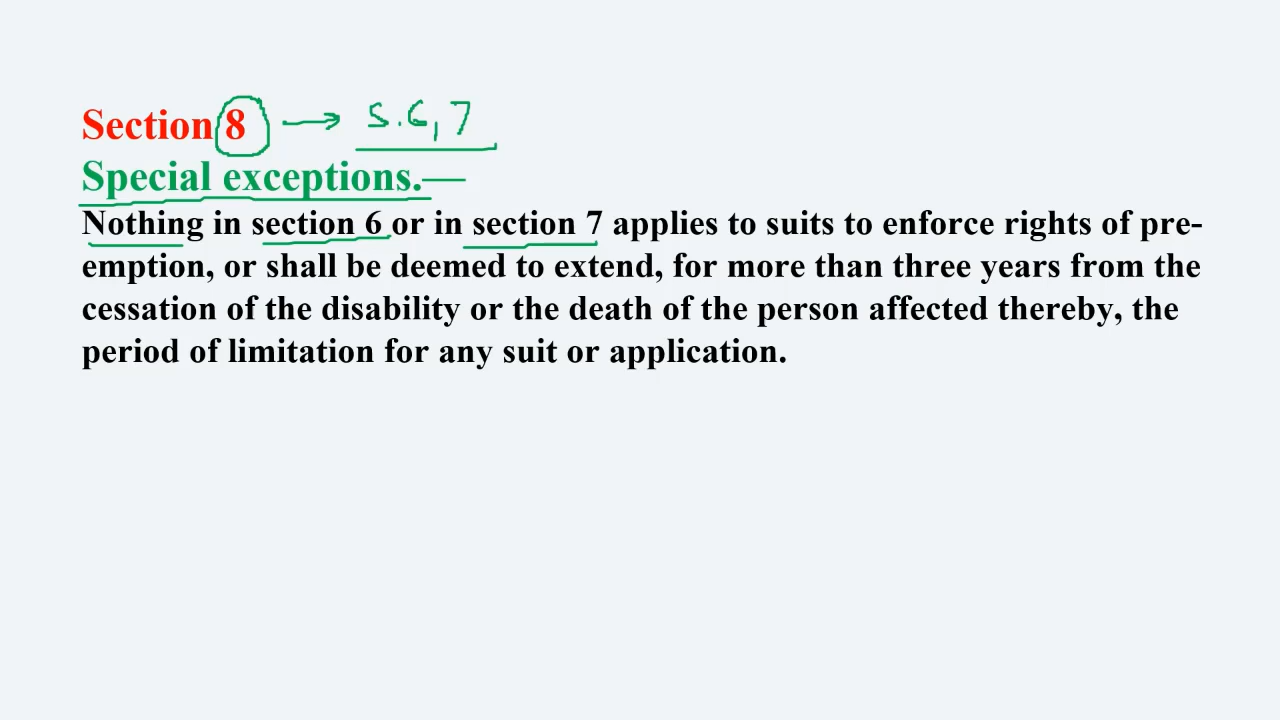 Section 8 → S.6,7
Special exceptions.—
Nothing in section 6 or in section 7 applies to suits to enforce rights of pre-
emption, or shall be deemed to extend, for more than three years from the
cessation of the disability or the death of the person affected thereby, the
period of limitation for any suit or application.